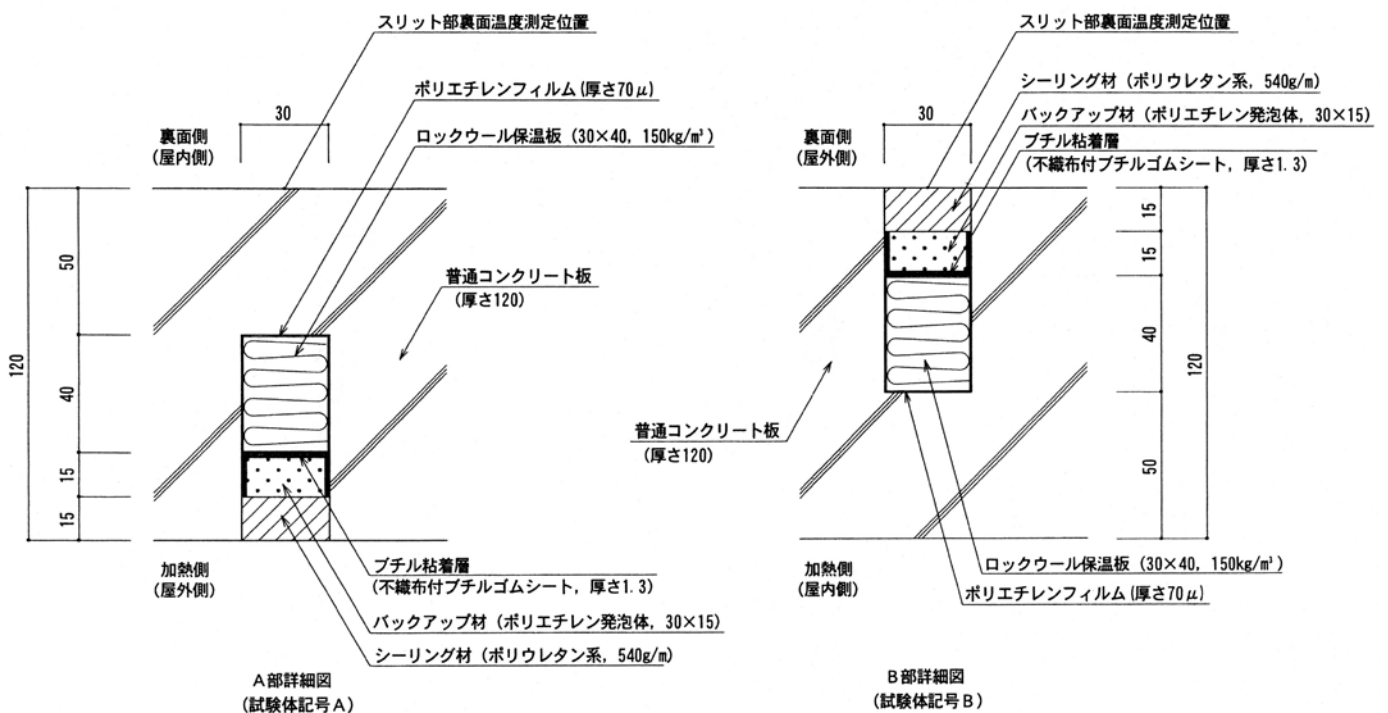 スリット部裏面温度測定位置
ポリエチレンフィルム(厚さ70μ)
30
ロックウール保温板 (30×40, 150kg/m³)
裏面側
(屋内側)
50
普通コンクリート板
(厚さ120)
120
40
15
15
加熱側
(屋外側)
ブチル粘着層
(不織布付ブチルゴムシート, 厚さ1.3)
バックアップ材 (ポリエチレン発泡体, 30×15)
シーリング材 (ポリウレタン系, 540g/m)
A部詳細図
(試験体記号A)
スリット部裏面温度測定位置
シーリング材 (ポリウレタン系, 540g/m)
30
バックアップ材 (ポリエチレン発泡体, 30×15)
裏面側
(屋外側)
ブチル粘着層
(不織布付ブチルゴムシート, 厚さ1.3)
15
15
40
120
普通コンクリート板
(厚さ120)
50
加熱側
(屋内側)
ロックウール保温板 (30×40, 150kg/m³)
ポリエチレンフィルム(厚さ70μ)
B部詳細図
(試験体記号B)